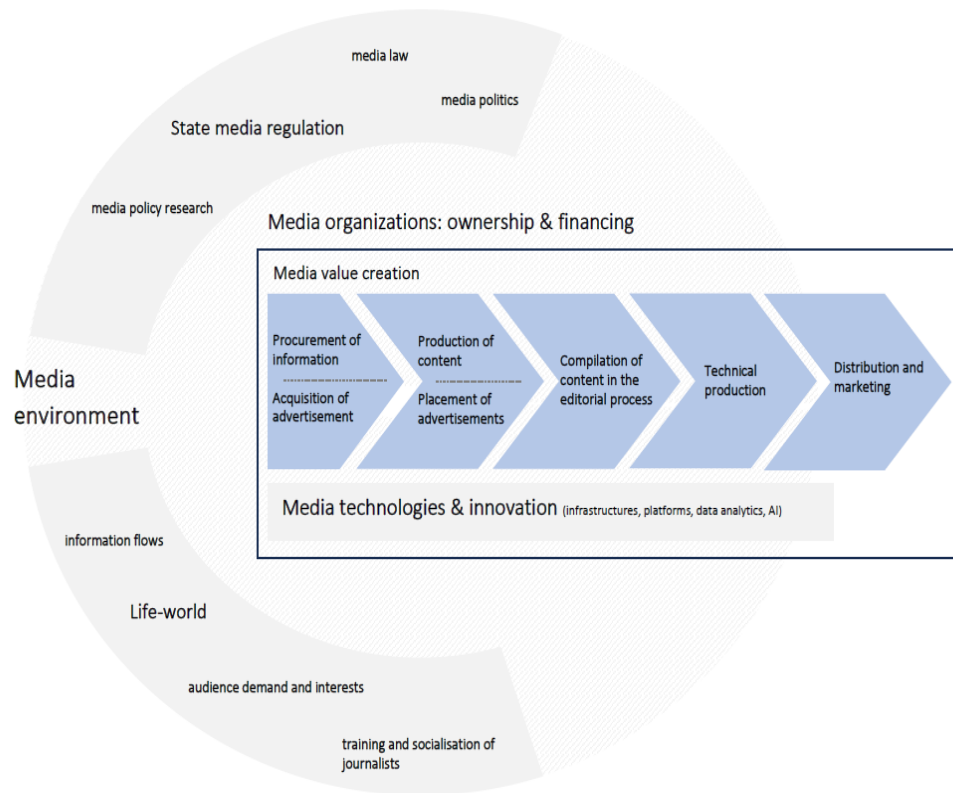 media law
media politics
State media regulation
media policy research
Media organizations: ownership & financing
Media value creation
Procurement of
information
Acquisition of
advertisement
Production of
content
Placement of
advertisements
Compilation of
content in the
editorial process
Technical
production
Distribution and
marketing
Media
environment
Media technologies & innovation (infrastructures, platforms, data analytics, AI)
information flows
Life-world
audience demand and interests
training and socialisation of
journalists